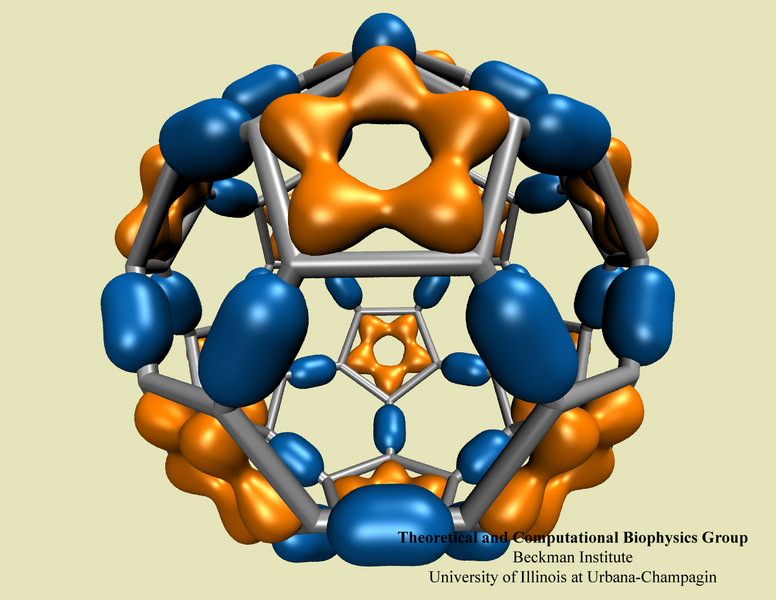 Theoretical and Computational Biophysics Group
Beckman Institute
University of Illinois at Urbana-Champagin